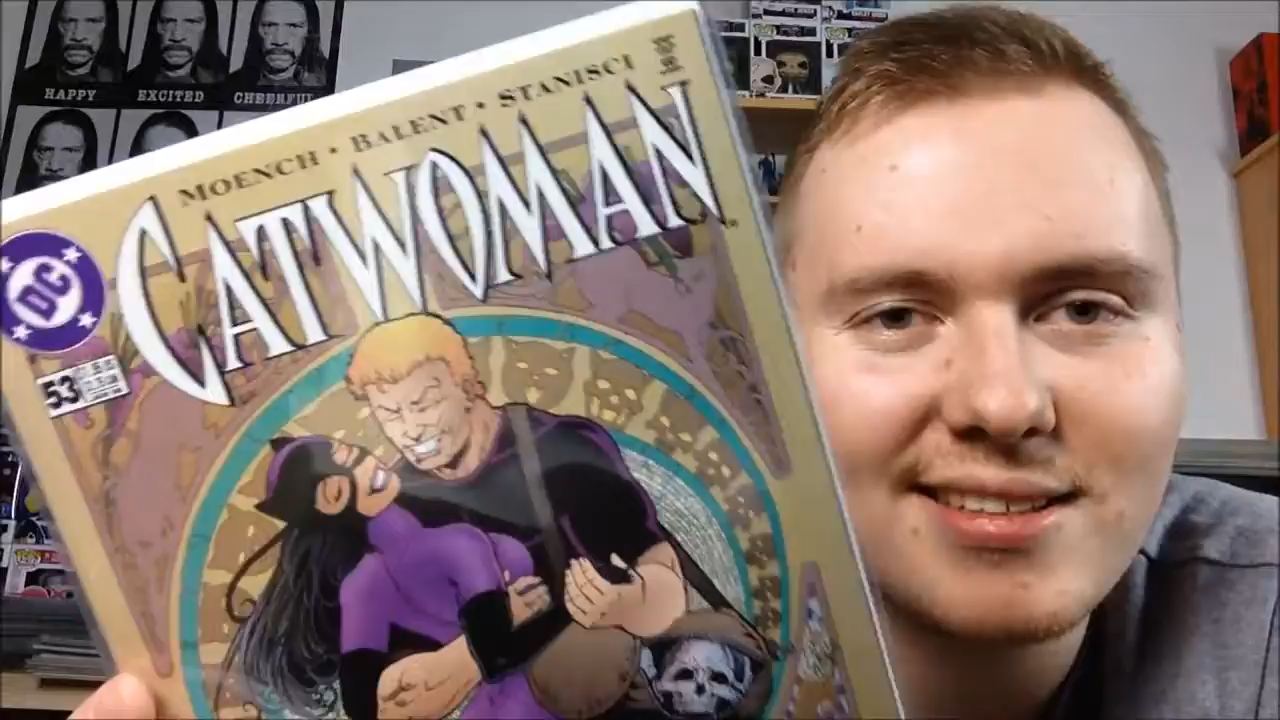 HAPPY
EXCITED
CHEERFUL
MOENCH • BALENT • STANISCI
CATWOMAN
DC
53